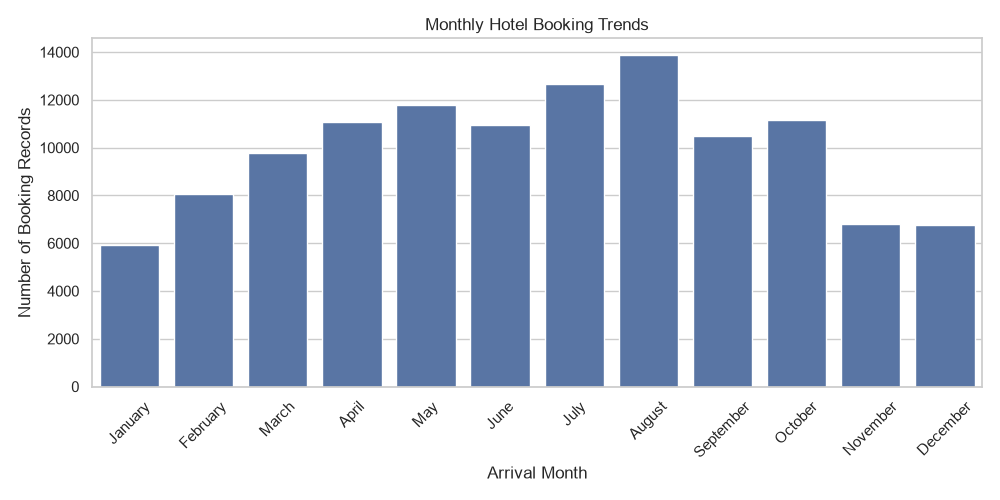 Monthly Hotel Booking Trends
Number of Booking Records
14000
12000
10000
8000
6000
4000
2000
0
January
February
March
April
May
June
July
August
September
October
November
December
Arrival Month